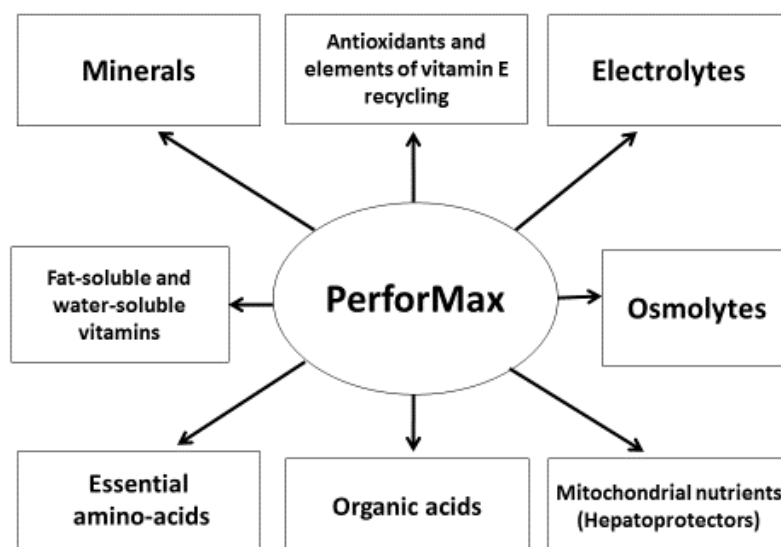 Minerals
Antioxidants and
elements of vitamin E
recycling
Electrolytes
Fat-soluble and
water-soluble
vitamins
PerforMax
Osmolytes
Essential
amino-acids
Organic acids
Mitochondrial nutrients
(Hepatoprotectors)